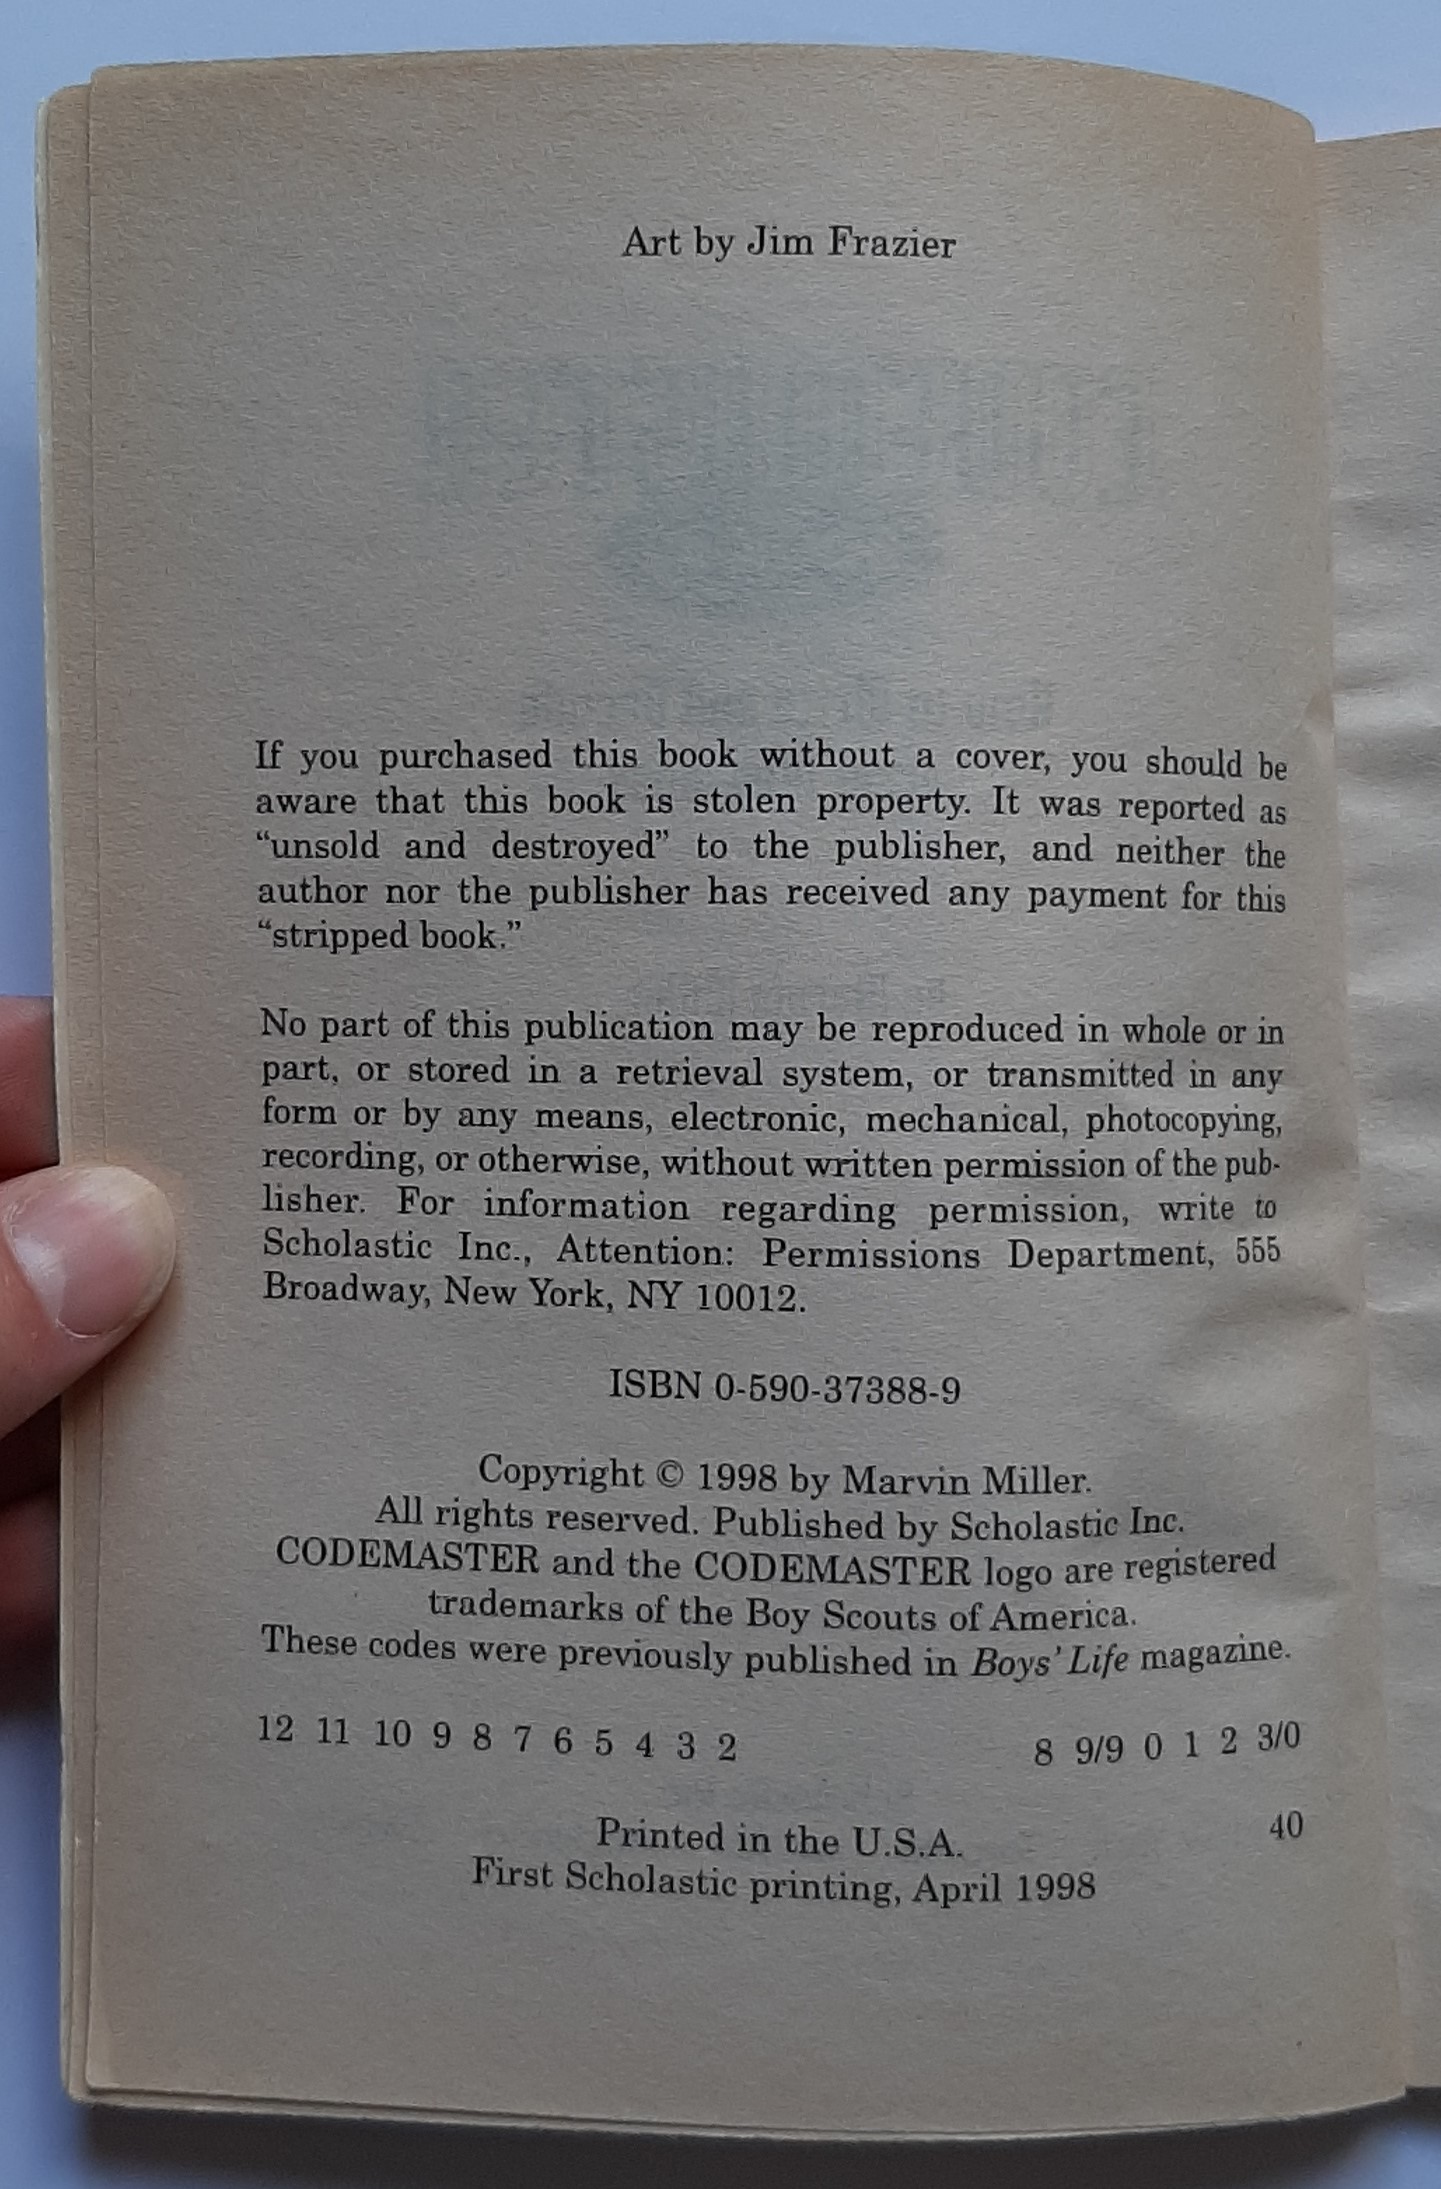 Art by Jim Frazier
If you purchased this book without a cover, you should be
aware that this book is stolen property. It was reported as
“unsold and destroyed” to the publisher, and neither the
author nor the publisher has received any payment for this
“stripped book.”
No part of this publication may be reproduced in whole or in
part, or stored in a retrieval system, or transmitted in any
form or by any means, electronic, mechanical, photocopying,
recording, or otherwise, without written permission of the pub-
lisher. For information regarding permission, write to
Scholastic Inc., Attention: Permissions Department, 555
Broadway, New York, NY 10012.
ISBN 0-590-37388-9
Copyright © 1998 by Marvin Miller.
All rights reserved. Published by Scholastic Inc.
CODEMASTER and the CODEMASTER logo are registered
trademarks of the Boy Scouts of America.
These codes were previously published in Boys’ Life magazine.
12 11 10 9 8 7 6 5 4 3 2 8 9/9 0 1 2 3/0
Printed in the U.S.A. 40
First Scholastic printing, April 1998